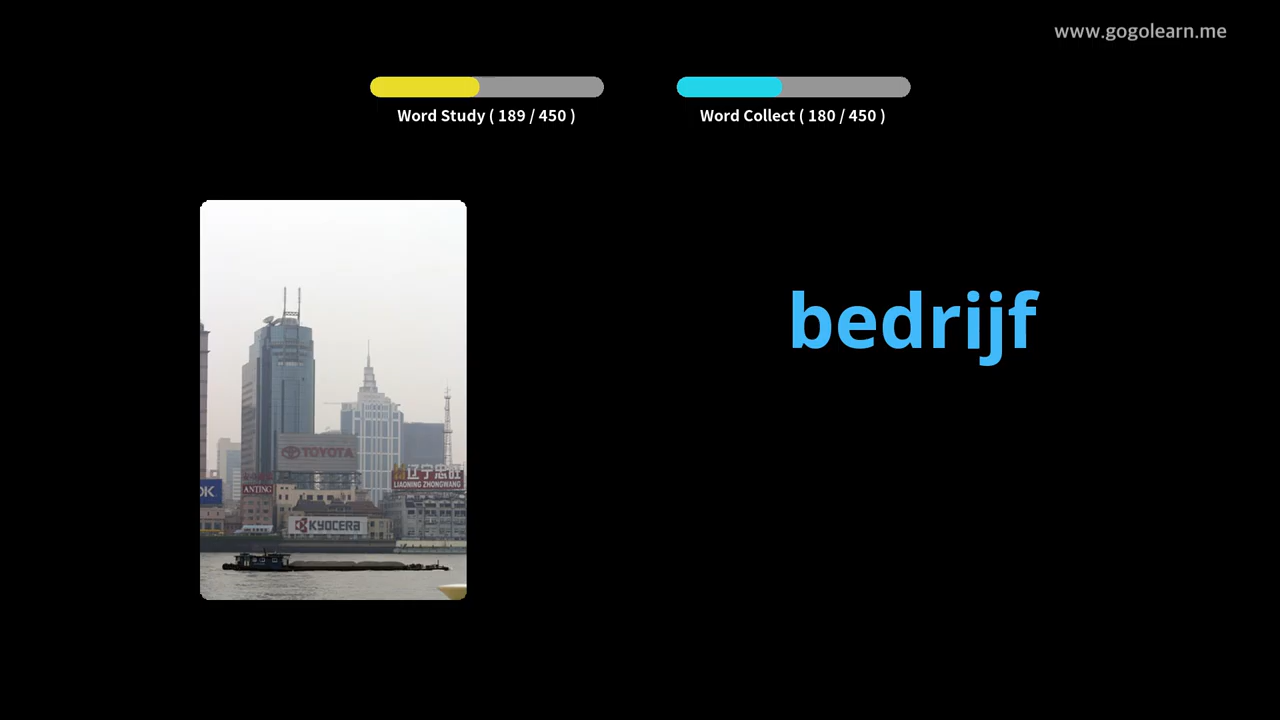 www.gogolearn.me
Word Study ( 189 / 450 )
Word Collect ( 180 / 450 )
bedrijf
TOYOTA
辽宁忠旺
LIAONING ZHONGWANG
OK
ANTING
KYOCERA